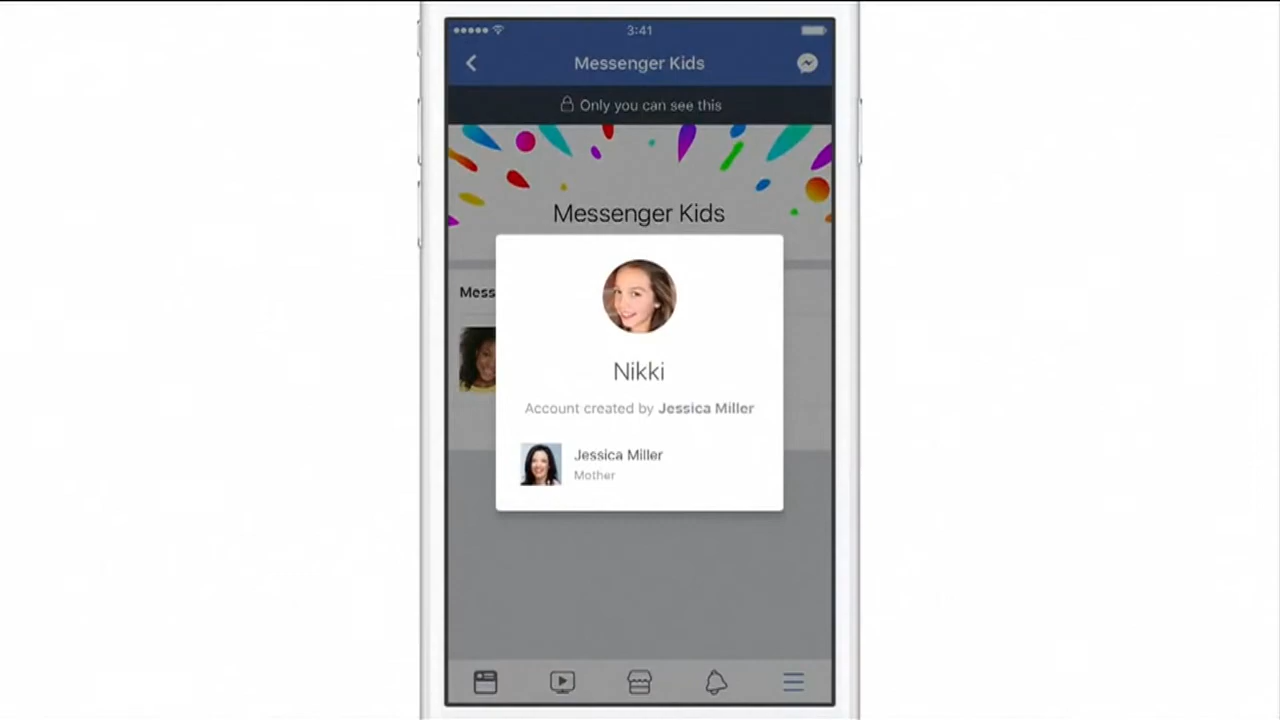 3:41
Messenger Kids
Only you can see this
Messenger Kids
Mess
Nikki
Account created by Jessica Miller
Jessica Miller
Mother